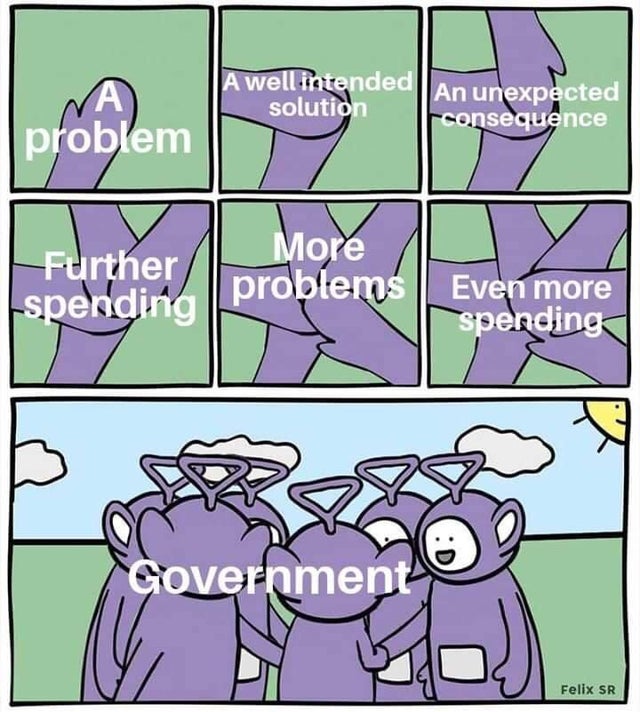 A
problem
A well intended
solution
An unexpected
consequence
Further
spending
More
problems
Even more
spending
Government
Felix SR